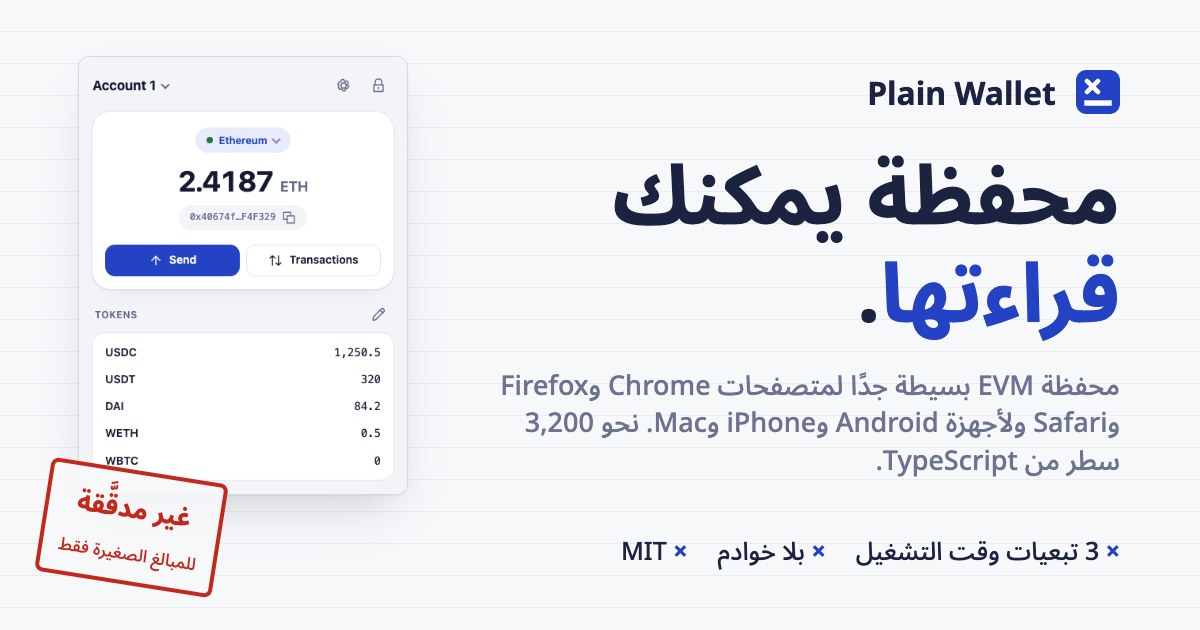 Plain Wallet
محفظة يمكنك
قراءتها.
محفظة EVM بسيطة جدًا لمتصفحات Chrome وFirefox
وSafari ولأجهزة Android وiPhone وMac. نحو 3,200
سطر من TypeScript.
× 3 تبعيات وقت التشغيل × بلا خوادم × MIT
Account 1
Ethereum
2.4187 ETH
0x40674f…F4F329
Send Transactions
TOKENS
USDC 1,250.5
USDT 320
DAI 84.2
WETH 0.5
WBTC 0
غير مدقَّقة
للمبالغ الصغيرة فقط